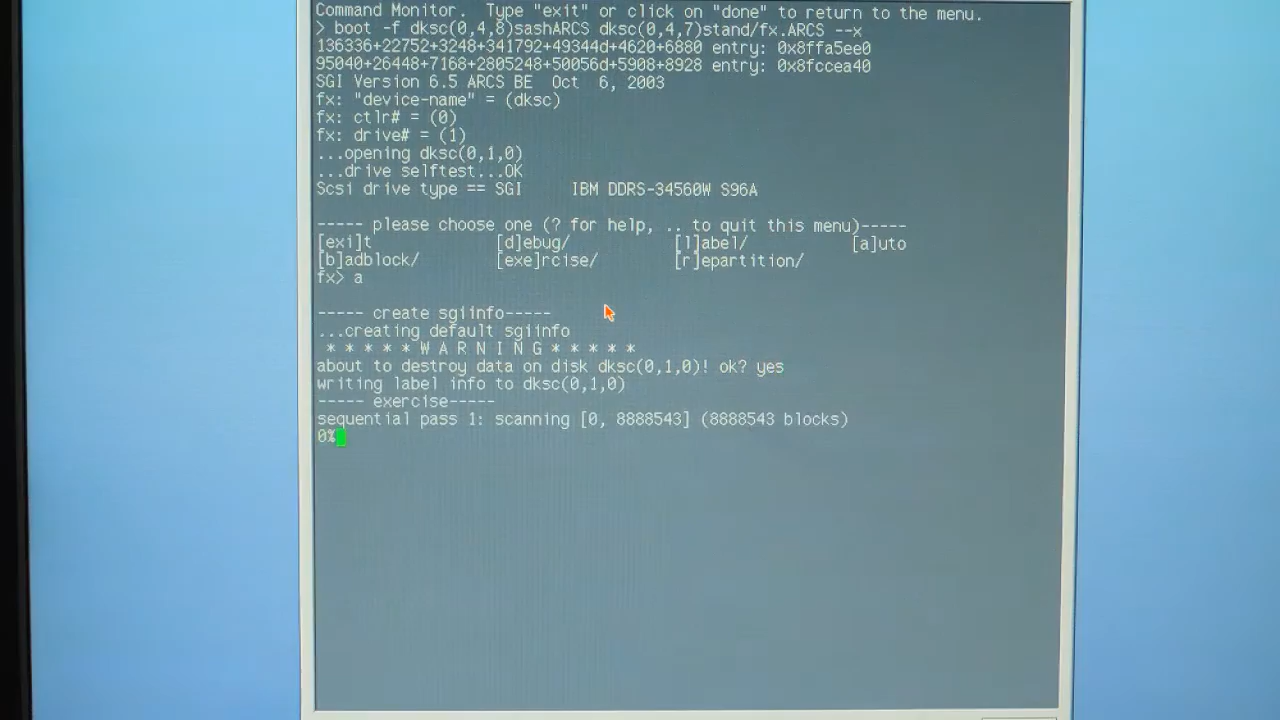 Command Monitor.  Type "exit" or click on "done" to return to the menu.
> boot -f dksc(0,4,8)sashARCS dksc(0,4,7)stand/fx.ARCS --x
136336+22752+3248+341792+49344d+4620+6880 entry: 0x8ffa5ee0
95040+26448+7168+2805248+50056d+5908+8928 entry: 0x8fccea40
SGI Version 6.5 ARCS BE  Oct  6, 2003
fx: "device-name" = (dksc)
fx: ctlr# = (0)
fx: drive# = (1)
...opening dksc(0,1,0)
...drive selftest...OK
Scsi drive type == SGI     IBM DDRS-34560W S96A
----- please choose one (? for help, .. to quit this menu)-----
[exi]t             [d]ebug/           [l]abel/           [a]uto
[b]adblock/        [exe]rcise/        [r]epartition/
fx> a
----- create sgiinfo-----
...creating default sgiinfo
* * * * * W A R N I N G * * * * *
about to destroy data on disk dksc(0,1,0)! ok? yes
writing label info to dksc(0,1,0)
----- exercise-----
sequential pass 1: scanning [0, 8888543] (8888543 blocks)
0%